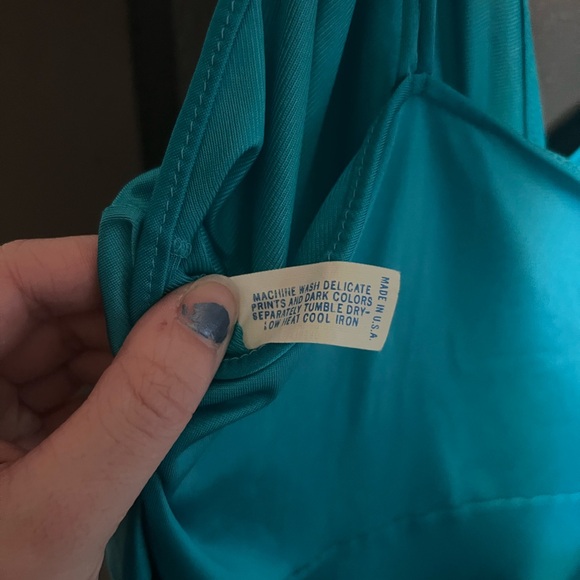 MACHINE WASH DELICATE
PRINTS AND DARK COLORS
SEPARATELY TUMBLE DRY-
LOW HEAT COOL IRON
MADE IN U.S.A.